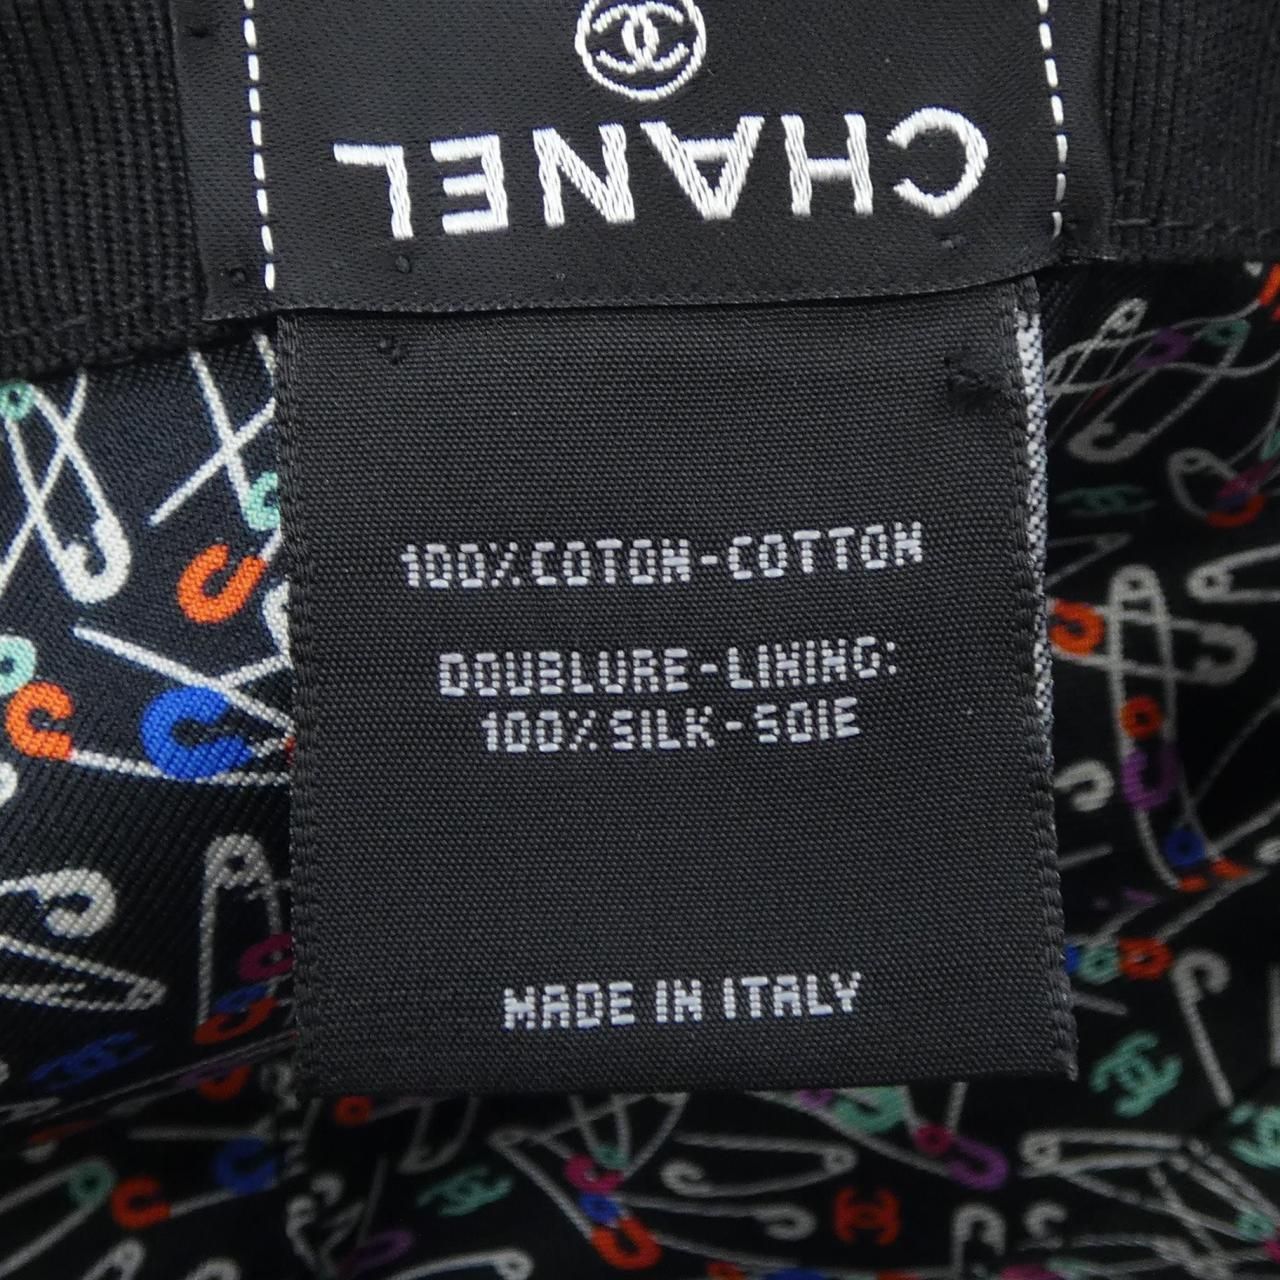 CHANEL
100% COTON-COTTON
DOUBLURE-LINING:
100% SILK-SOIE
MADE IN ITALY